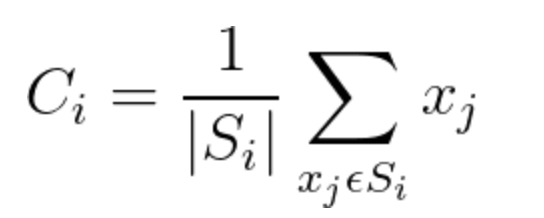 C_i = \frac{1}{|S_i|} \sum_{x_j \epsilon S_i} x_j